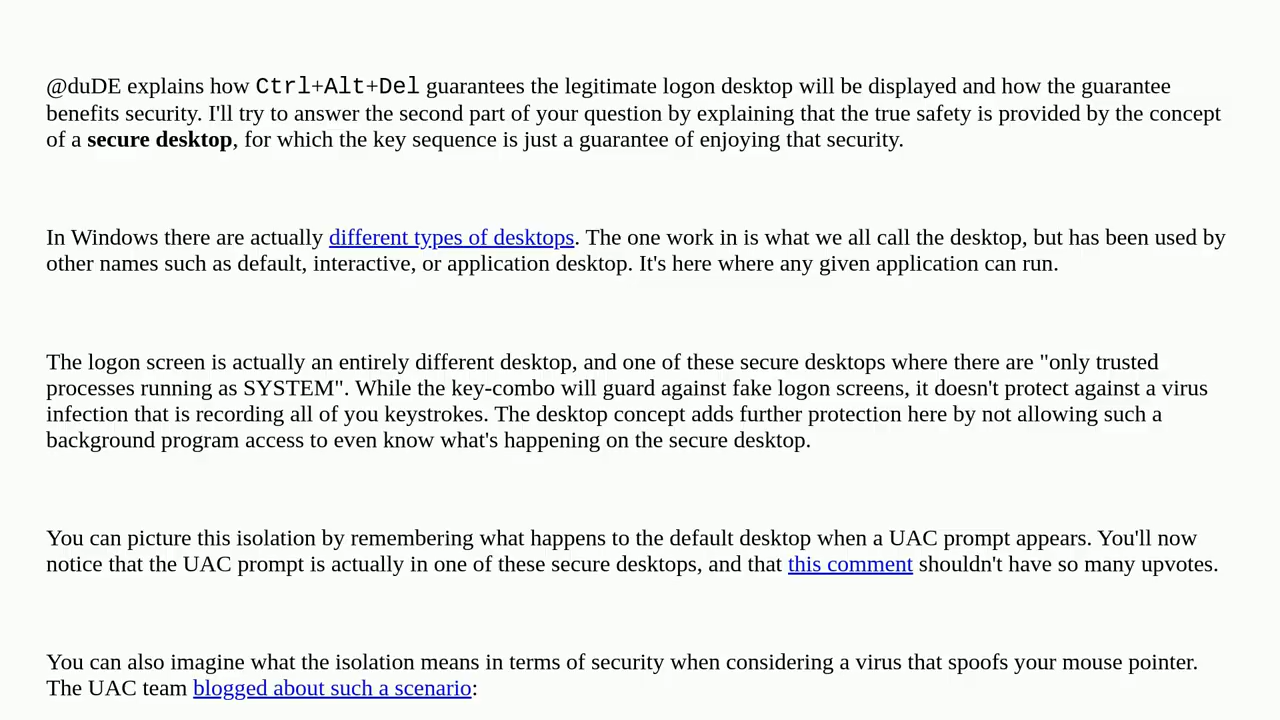 @duDE explains how Ctrl+Alt+Del guarantees the legitimate logon desktop will be displayed and how the guarantee
benefits security. I'll try to answer the second part of your question by explaining that the true safety is provided by the concept
of a secure desktop, for which the key sequence is just a guarantee of enjoying that security.
In Windows there are actually different types of desktops. The one work in is what we all call the desktop, but has been used by
other names such as default, interactive, or application desktop. It's here where any given application can run.
The logon screen is actually an entirely different desktop, and one of these secure desktops where there are "only trusted
processes running as SYSTEM". While the key-combo will guard against fake logon screens, it doesn't protect against a virus
infection that is recording all of you keystrokes. The desktop concept adds further protection here by not allowing such a
background program access to even know what's happening on the secure desktop.
You can picture this isolation by remembering what happens to the default desktop when a UAC prompt appears. You'll now
notice that the UAC prompt is actually in one of these secure desktops, and that this comment shouldn't have so many upvotes.
You can also imagine what the isolation means in terms of security when considering a virus that spoofs your mouse pointer.
The UAC team blogged about such a scenario: